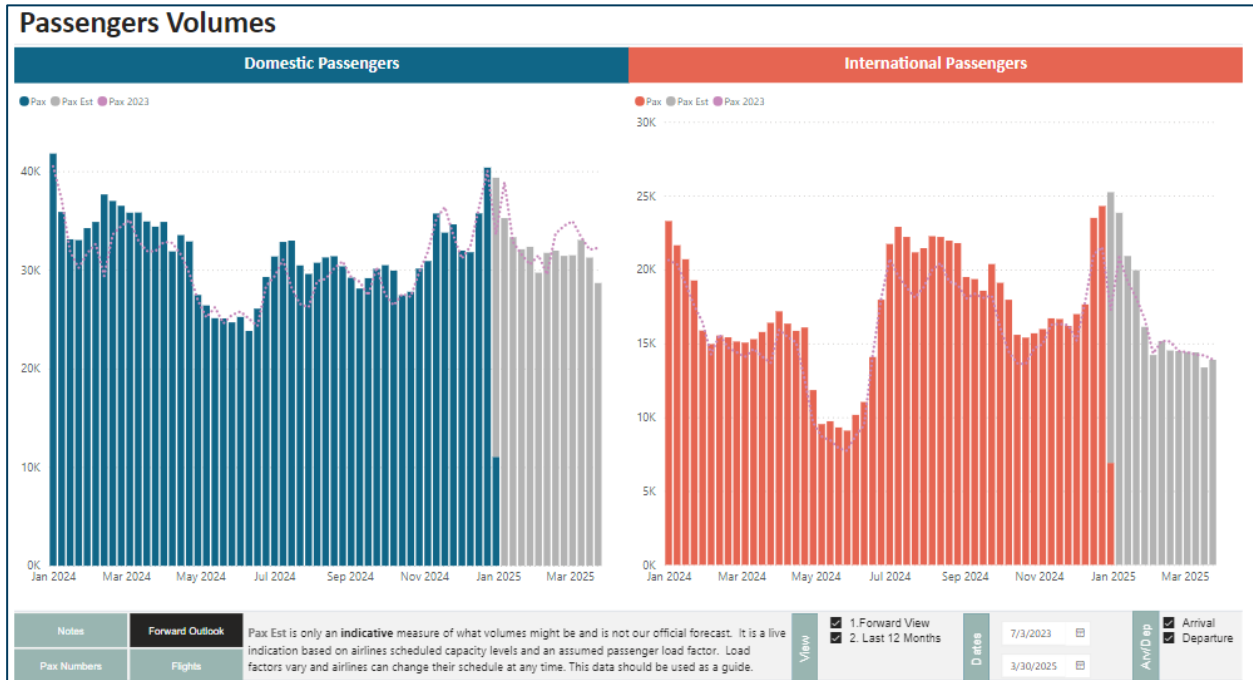 Passengers Volumes
Domestic Passengers
International Passengers
Pax Pax Est Pax 2023
40K
30K
20K
10K
0K
Jan 2024 Mar 2024 May 2024 Jul 2024 Sep 2024 Nov 2024 Jan 2025 Mar 2025
Pax Pax Est Pax 2023
30K
25K
20K
15K
10K
5K
0K
Jan 2024 Mar 2024 May 2024 Jul 2024 Sep 2024 Nov 2024 Jan 2025 Mar 2025
Notes
Forward Outlook
Pax Numbers
Flights
Pax Est is only an indicative measure of what volumes might be and is not our official forecast. It is a live
indication based on airlines scheduled capacity levels and an assumed passenger load factor. Load
factors vary and airlines can change their schedule at any time. This data should be used as a guide.
View
1.Forward View
2. Last 12 Months
Dates
7/3/2023
3/30/2025
Arv/Dep
Arrival
Departure